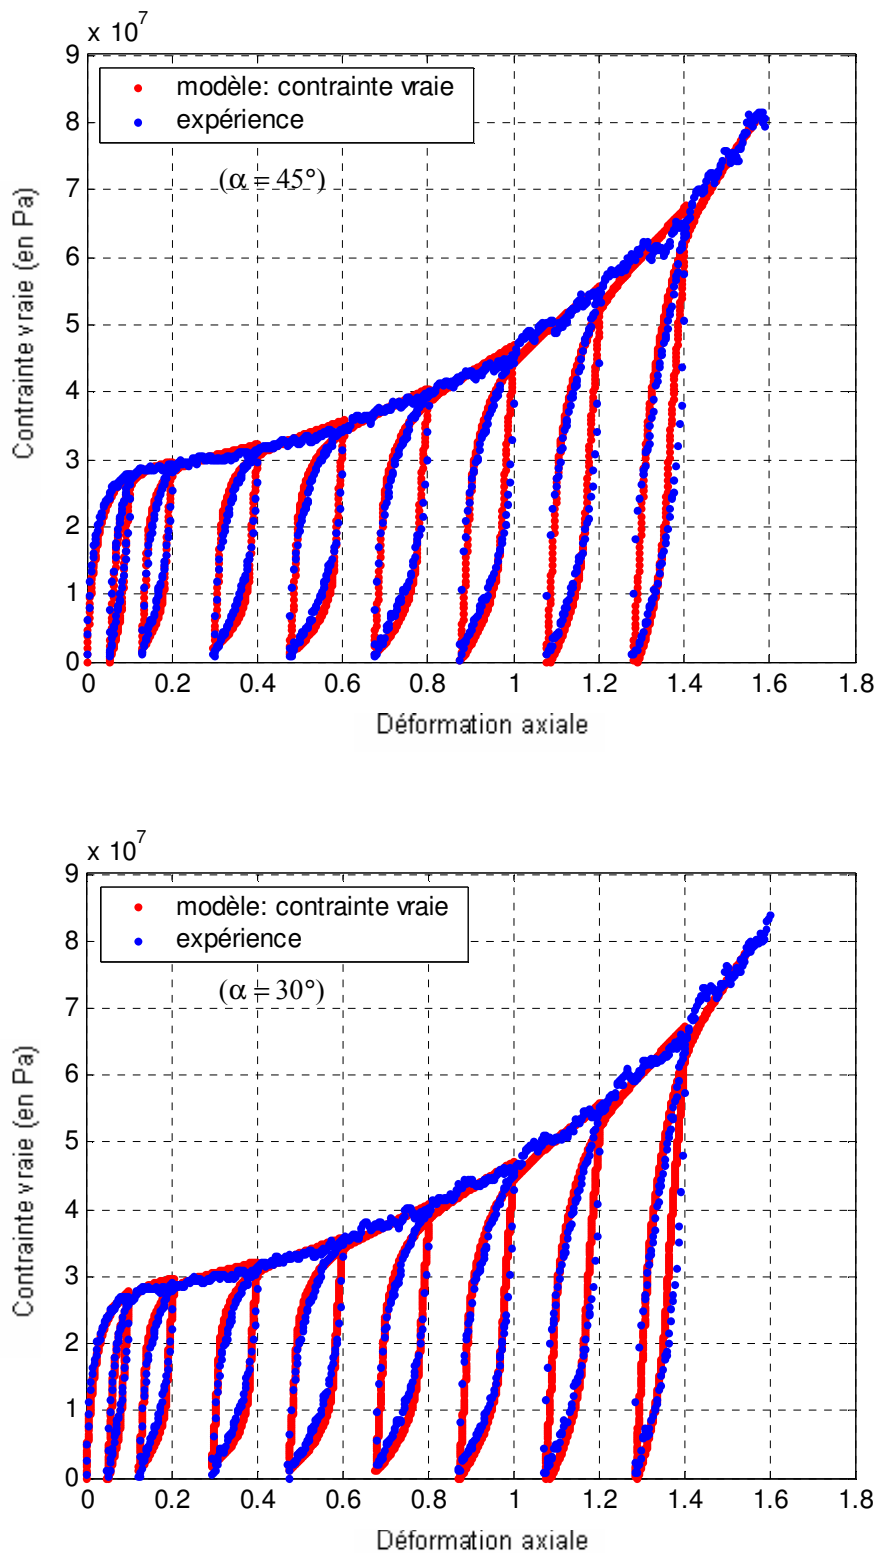 x 10^7
9
modèle: contrainte vraie
expérience
8
(α = 45°)
7
6
5
4
3
2
1
0
Contrainte vraie (en Pa)
0 0.2 0.4 0.6 0.8 1 1.2 1.4 1.6 1.8
Déformation axiale
x 10^7
9
modèle: contrainte vraie
expérience
8
(α = 30°)
7
6
5
4
3
2
1
0
Contrainte vraie (en Pa)
0 0.2 0.4 0.6 0.8 1 1.2 1.4 1.6 1.8
Déformation axiale